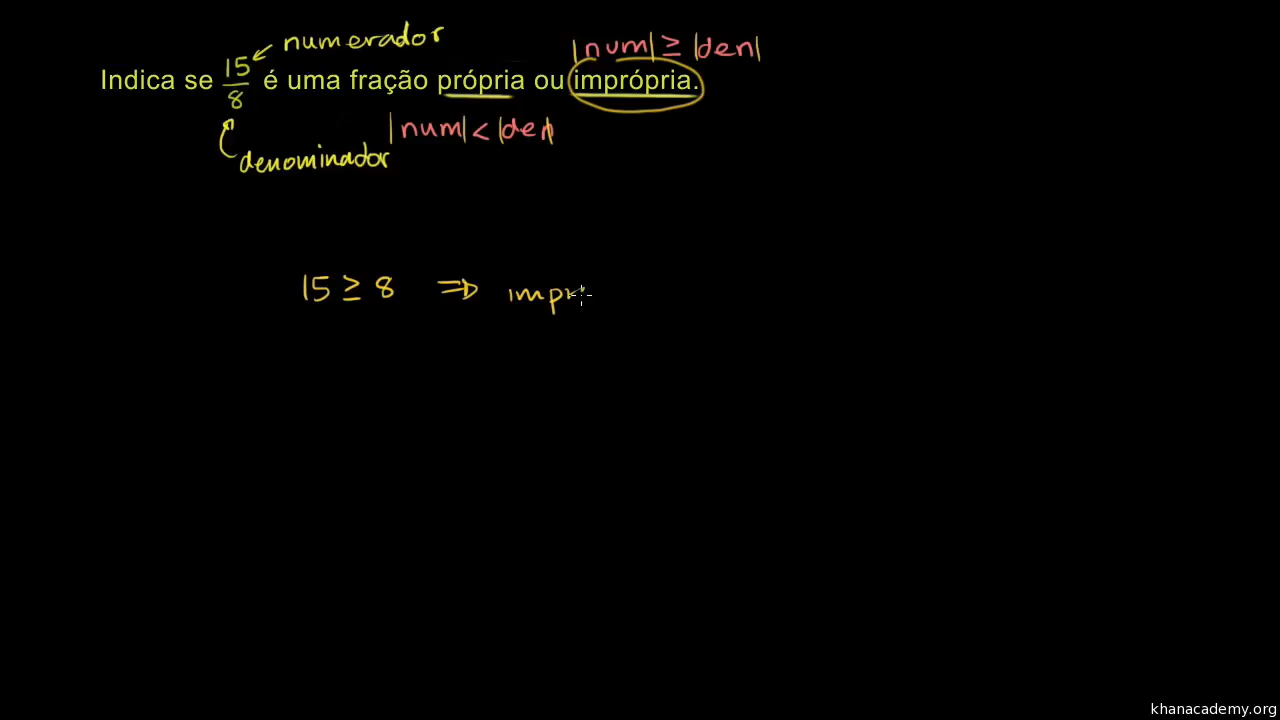 numerador
|num| ≥ |den|
Indica se 15/8 é uma fração própria ou imprópria.
|num| < |den|
denominador
15 ≥ 8 ⇒ impr
khanacademy.org